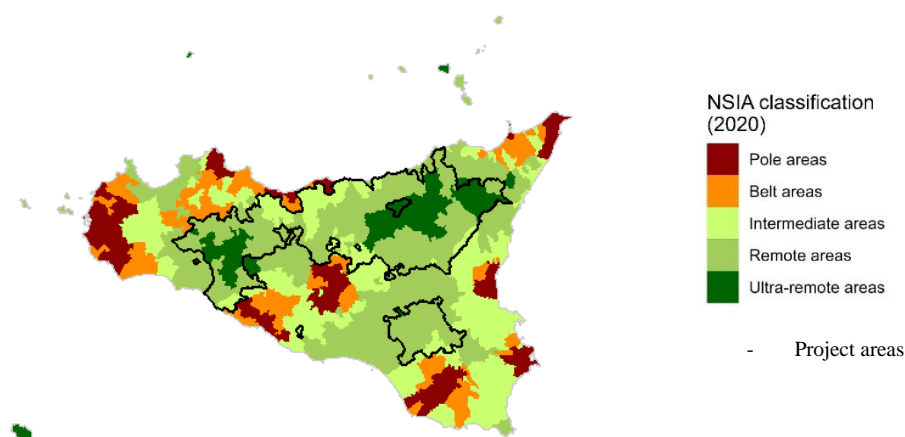 NSIA classification
(2020)
Pole areas
Belt areas
Intermediate areas
Remote areas
Ultra-remote areas
- Project areas